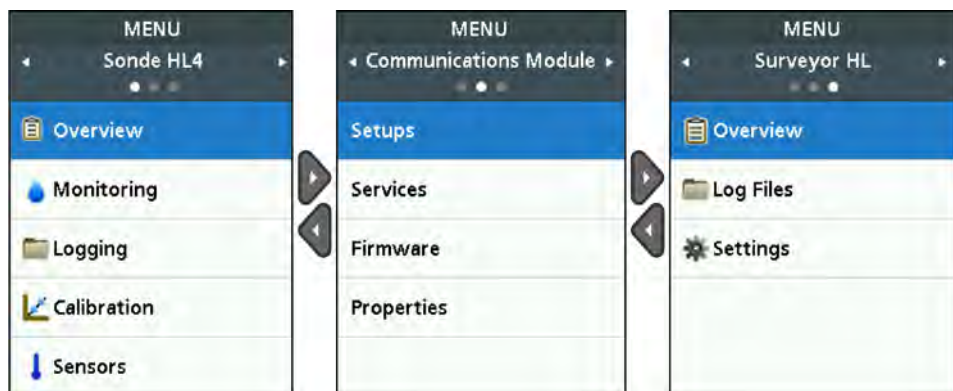 MENU
Sonde HL4
Overview
Monitoring
Logging
Calibration
Sensors
MENU
Communications Module
Setups
Services
Firmware
Properties
MENU
Surveyor HL
Overview
Log Files
Settings